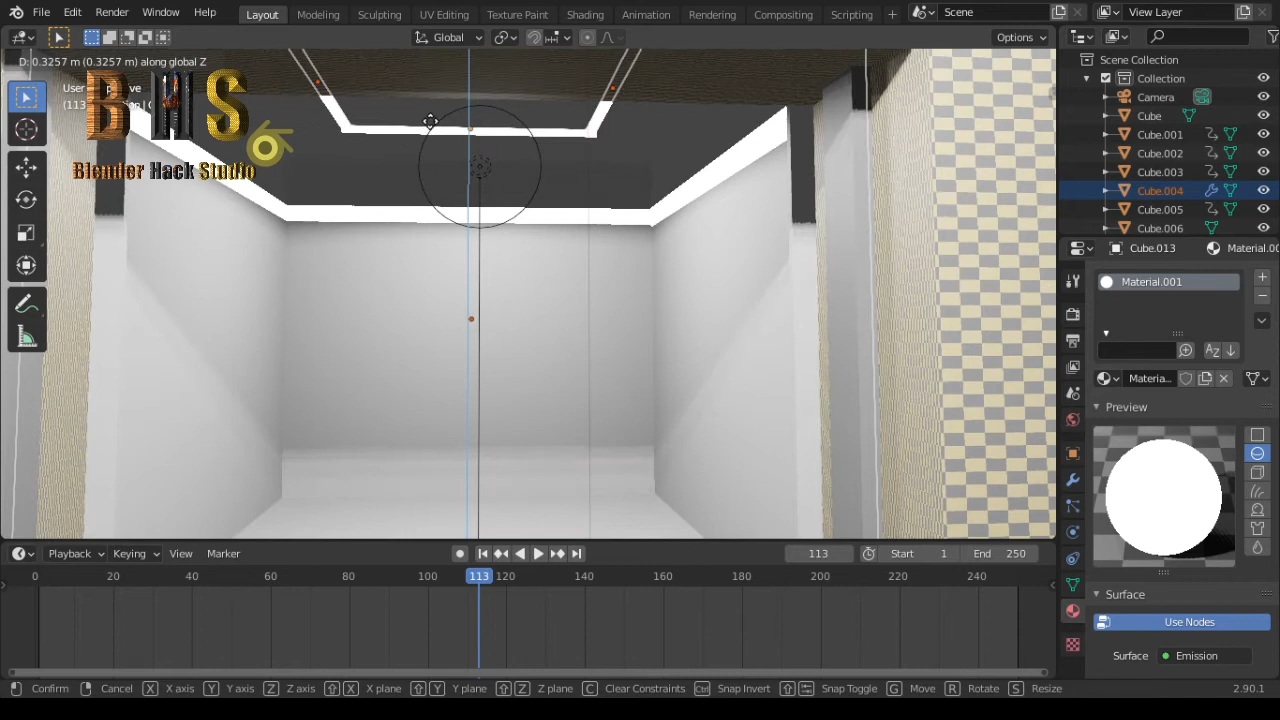 File Edit Render Window Help
Layout Modeling Sculpting UV Editing Texture Paint Shading Animation Rendering Compositing Scripting +
Scene View Layer
Global Options
D: 0.3257 m (0.3257 m) along global Z
BHS
Blender Hack Studio
Scene Collection
Collection
Camera
Cube
Cube.001
Cube.002
Cube.003
Cube.004
Cube.005
Cube.006
Cube.013 Material.00
Material.001
Materia...
Preview
Surface
Use Nodes
Surface Emission
Playback Keying View Marker 113 Start 1 End 250
0 20 40 60 80 100 113 120 140 160 180 200 220 240
Confirm Cancel X X axis Y Y axis Z Z axis X X plane Y Y plane Z Z plane C Clear Constraints Ctrl Snap Invert Snap Toggle G Move R Rotate S Resize 2.90.1